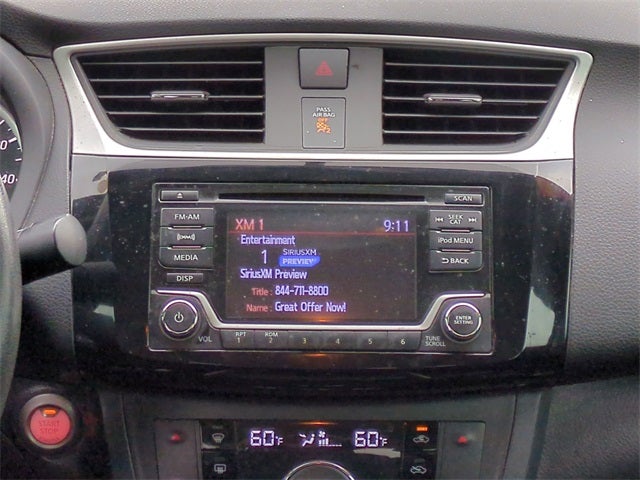 PASS
AIR BAG
OFF
SCAN
FM·AM
MEDIA
DISP
XM 1
9:11
Entertainment
1
SIRIUSXM
PREVIEW
SiriusXM Preview
Title : 844-711-8800
Name : Great Offer Now!
SEEK
CAT
iPod MENU
BACK
VOL
RPT
1
RDM
2
3
4
5
6
TUNE
SCROLL
ENTER
SETTING
START
STOP
60°F
60°F
40